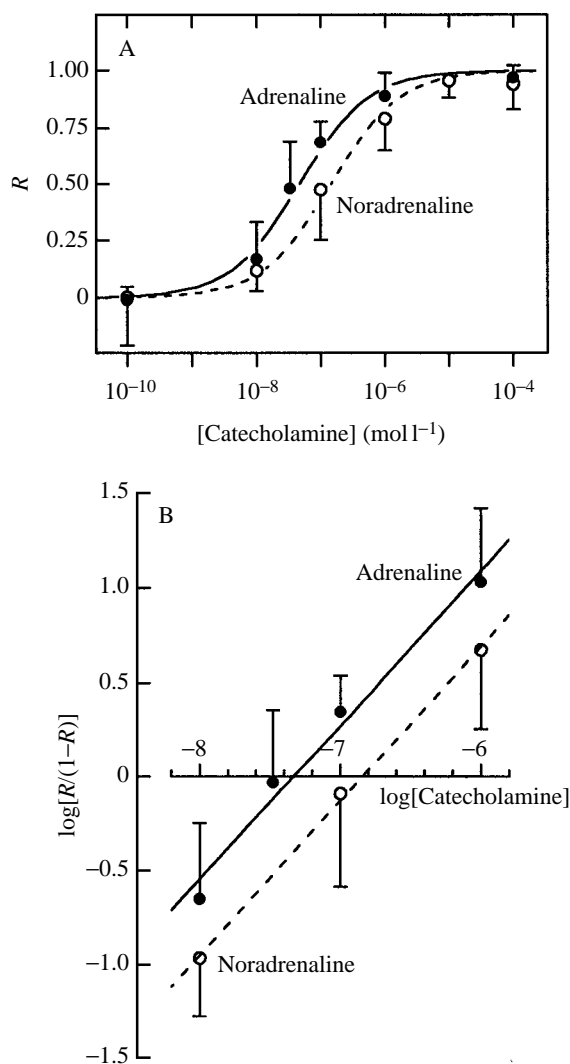 A
1.00
0.75
0.50
0.25
0
R
Adrenaline
Noradrenaline
10−10
10−8
10−6
10−4
[Catecholamine] (mol l−1)
B
1.5
1.0
0.5
0
−0.5
−1.0
−1.5
log[R/(1−R)]
Adrenaline
−8
−7
−6
log[Catecholamine]
Noradrenaline